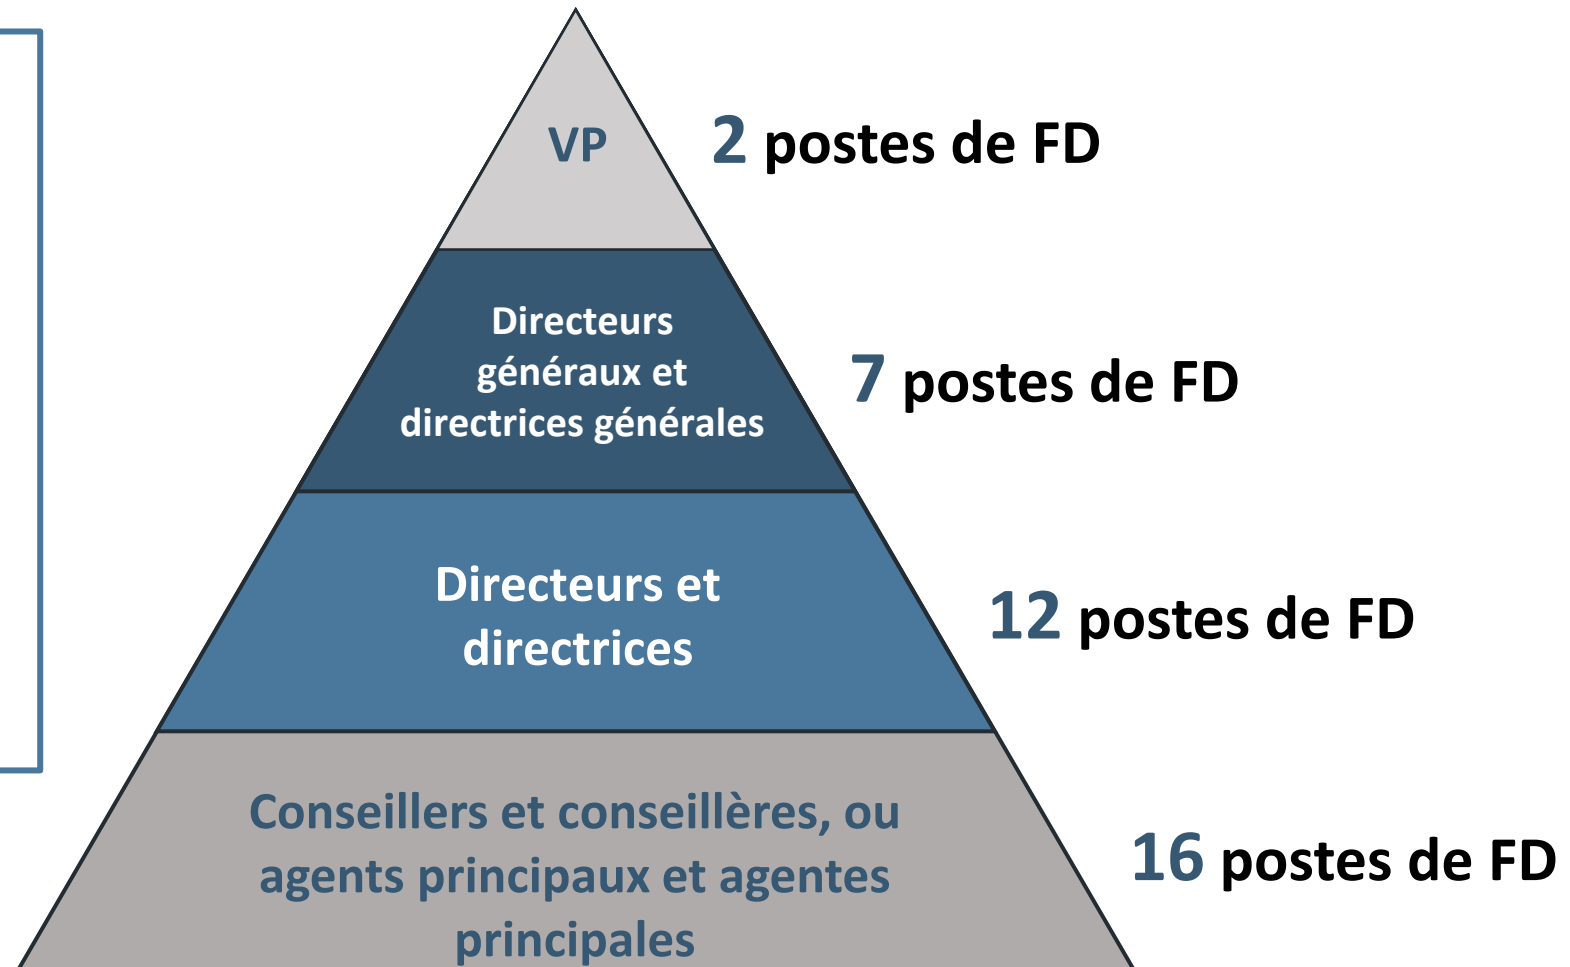 VP
2 postes de FD
Directeurs
généraux et
directrices générales
7 postes de FD
Directeurs et
directrices
12 postes de FD
Conseillers et conseillères, ou
agents principaux et agentes
principales
16 postes de FD